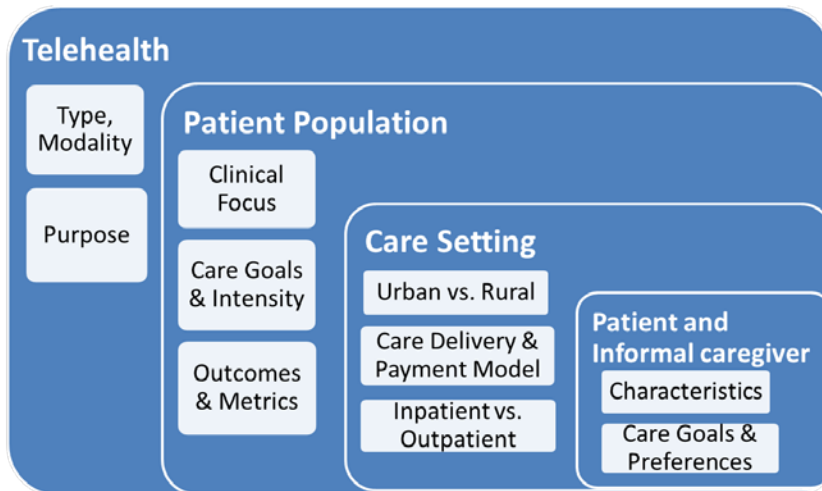 Telehealth
Type,
Modality
Purpose
Patient Population
Clinical
Focus
Care Goals
& Intensity
Outcomes
& Metrics
Care Setting
Urban vs. Rural
Care Delivery &
Payment Model
Inpatient vs.
Outpatient
Patient and
Informal caregiver
Characteristics
Care Goals &
Preferences